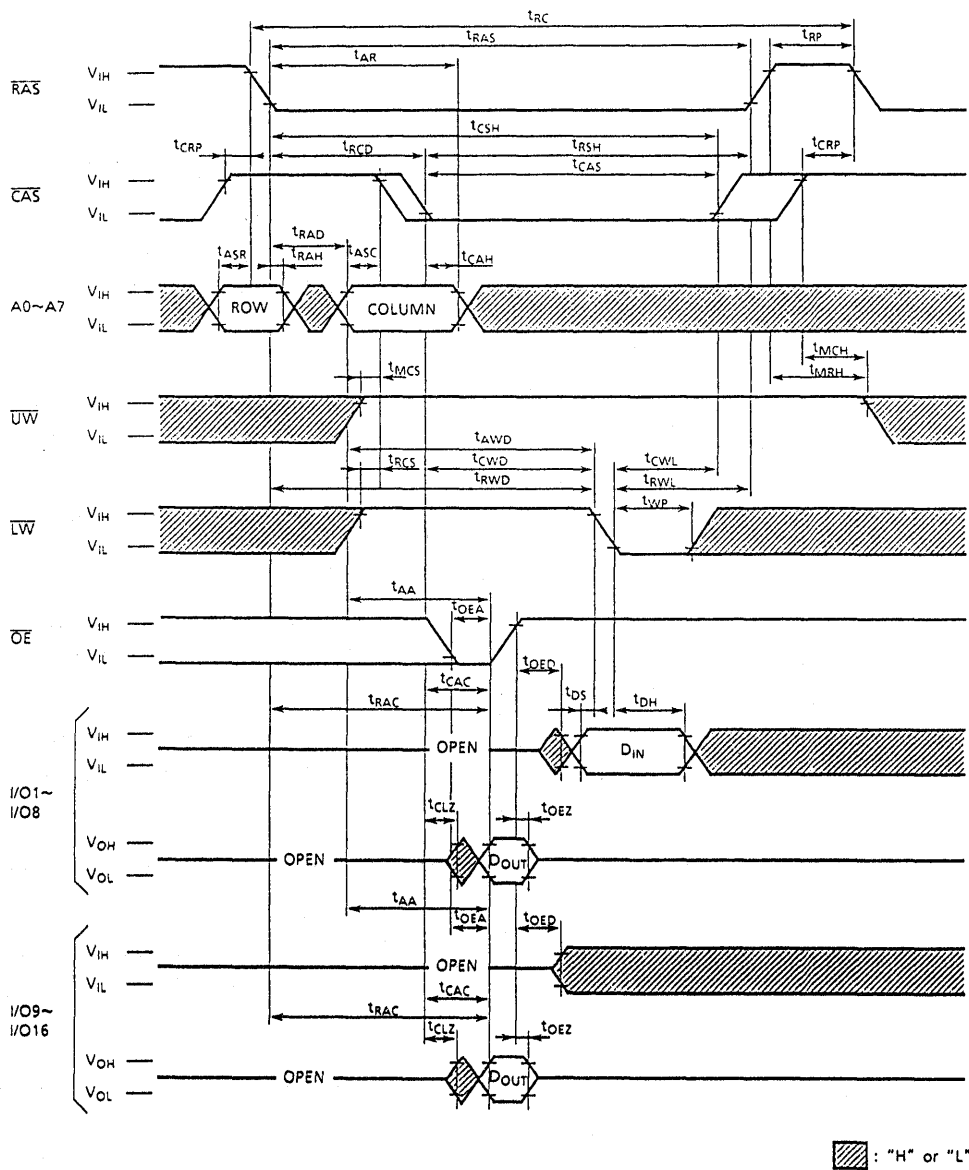 tRC
tRAS
tRP
tAR
RAS
VIH
VIL
tCSH
tCRP
tRCD
tRSH
tCRP
tCAS
CAS
VIH
VIL
tRAD
tASR
tRAH
tASC
tCAH
A0~A7
VIH
VIL
ROW
COLUMN
tMCS
tMCH
tMRH
UW
VIH
VIL
tAWD
tRCS
tCWD
tCWL
tRWD
tRWL
tWP
LW
VIH
VIL
tAA
tOEA
OE
VIH
VIL
tOED
tCAC
tDS
tDH
tRAC
VIH
VIL
OPEN
DIN
I/O1~
I/O8
tCLZ
tOEZ
VOH
VOL
OPEN
DOUT
tAA
tOEA
tOED
VIH
VIL
OPEN
tCAC
tRAC
I/O9~
I/O16
tCLZ
tOEZ
VOH
VOL
OPEN
DOUT
: "H" or "L"